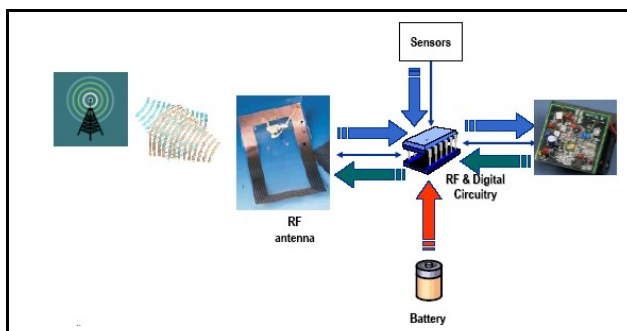 Sensors
RF
antenna
RF & Digital
Circuitry
Battery